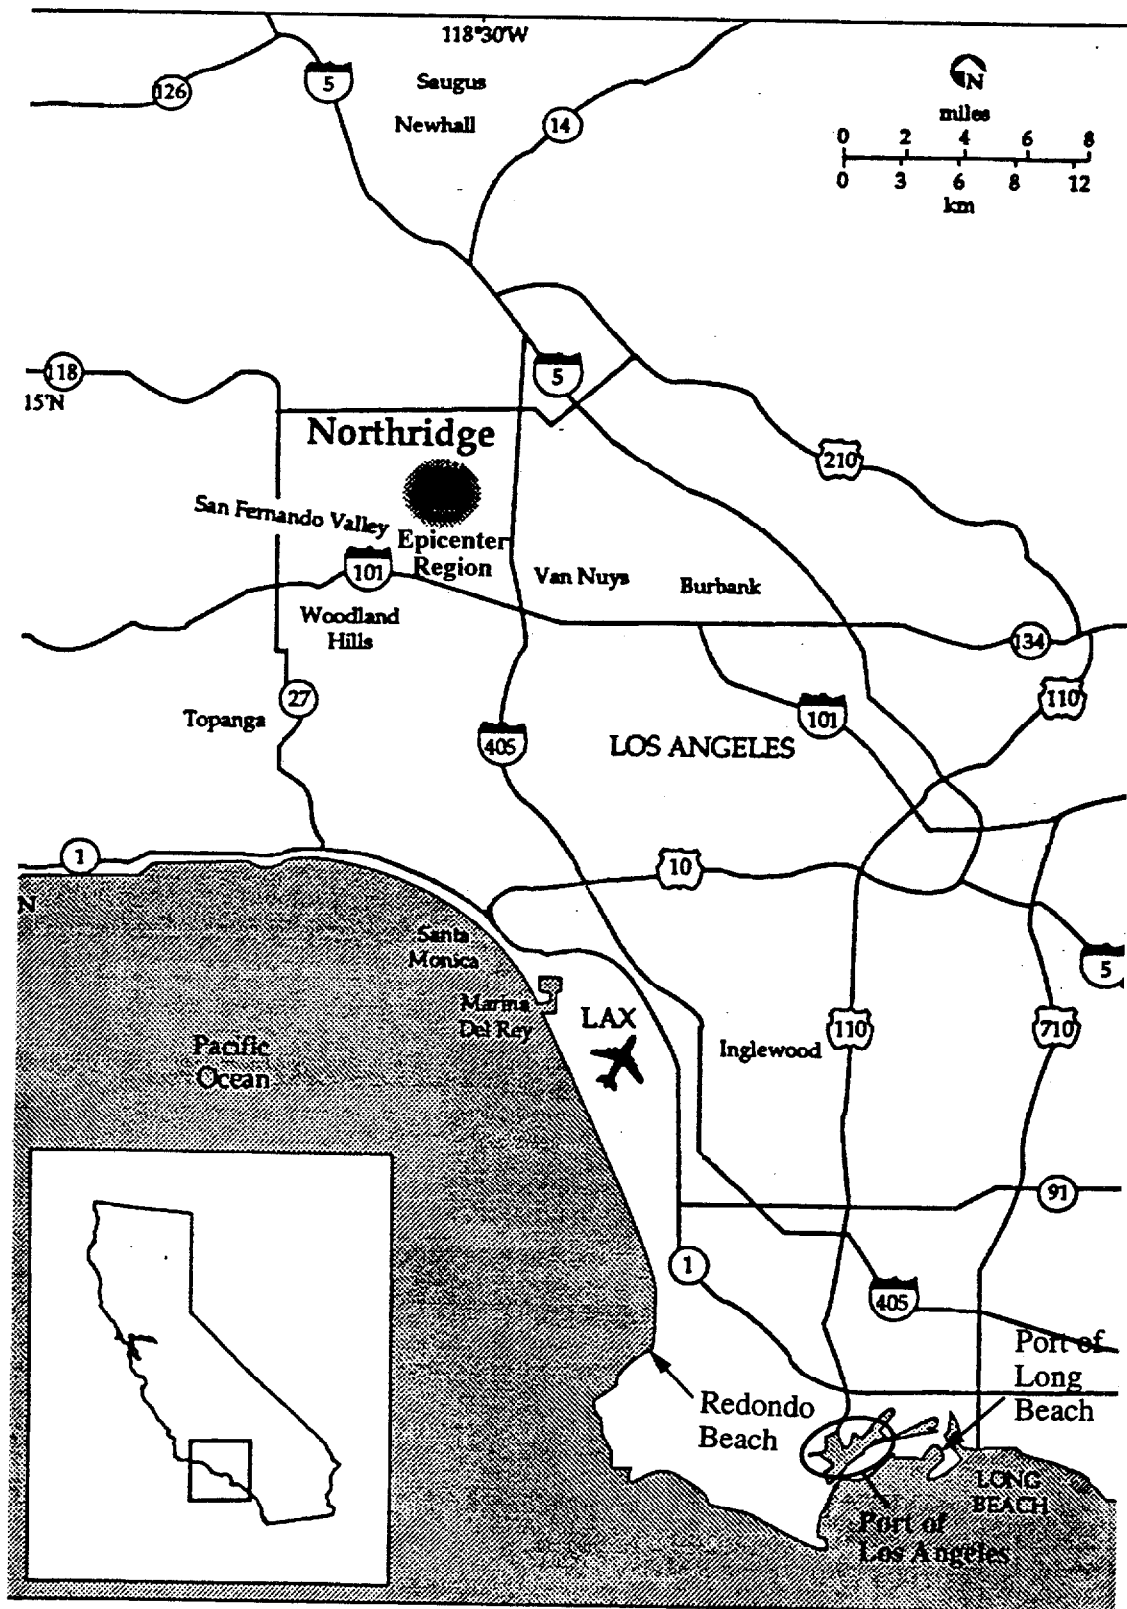 118°30'W
5
Saugus
126
Newhall
14
N
miles
0 2 4 6 8
0 3 6 8 12
km
118
5
15'N
Northridge
210
San Fernando Valley
Epicenter
Region
101
Van Nuys
Burbank
Woodland
Hills
134
27
110
Topanga
405
LOS ANGELES
101
1
10
N
Santa
Monica
5
Marina
Del Rey
LAX
110
710
Inglewood
Pacific
Ocean
91
1
405
Port of
Long
Beach
Redondo
Beach
LONG
BEACH
Port of
Los Angeles